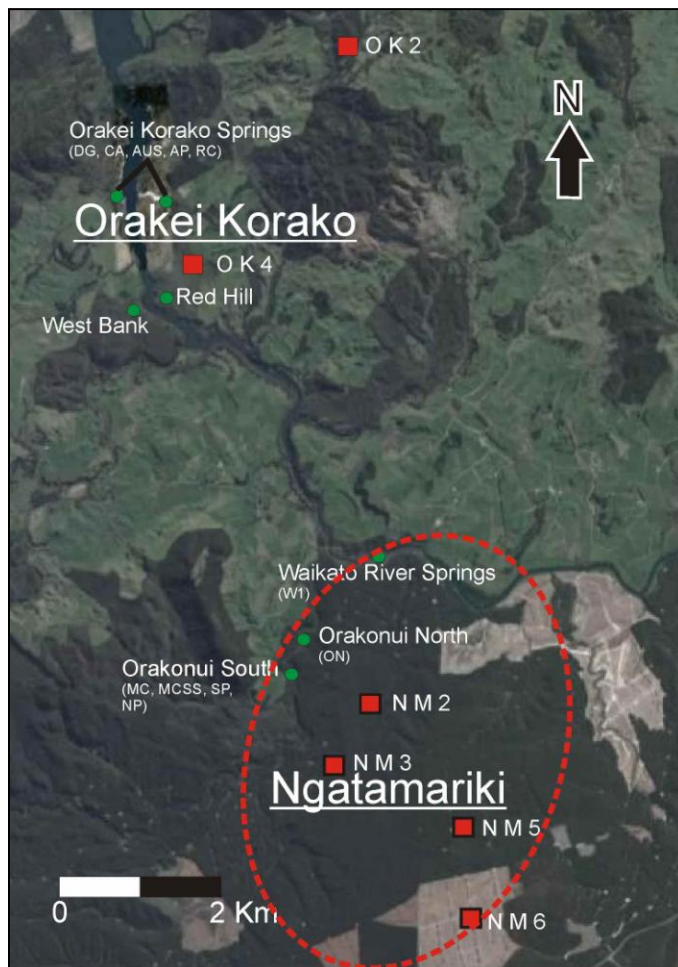 O K 2
N
Orakei Korako Springs
(DG, CA, AUS, AP, RC)
Orakei Korako
O K 4
Red Hill
West Bank
Waikato River Springs
(W1)
Orakonui North
(ON)
Orakonui South
(MC, MCSS, SP,
NP)
N M 2
N M 3
Ngatamariki
N M 5
0 2 Km
N M 6